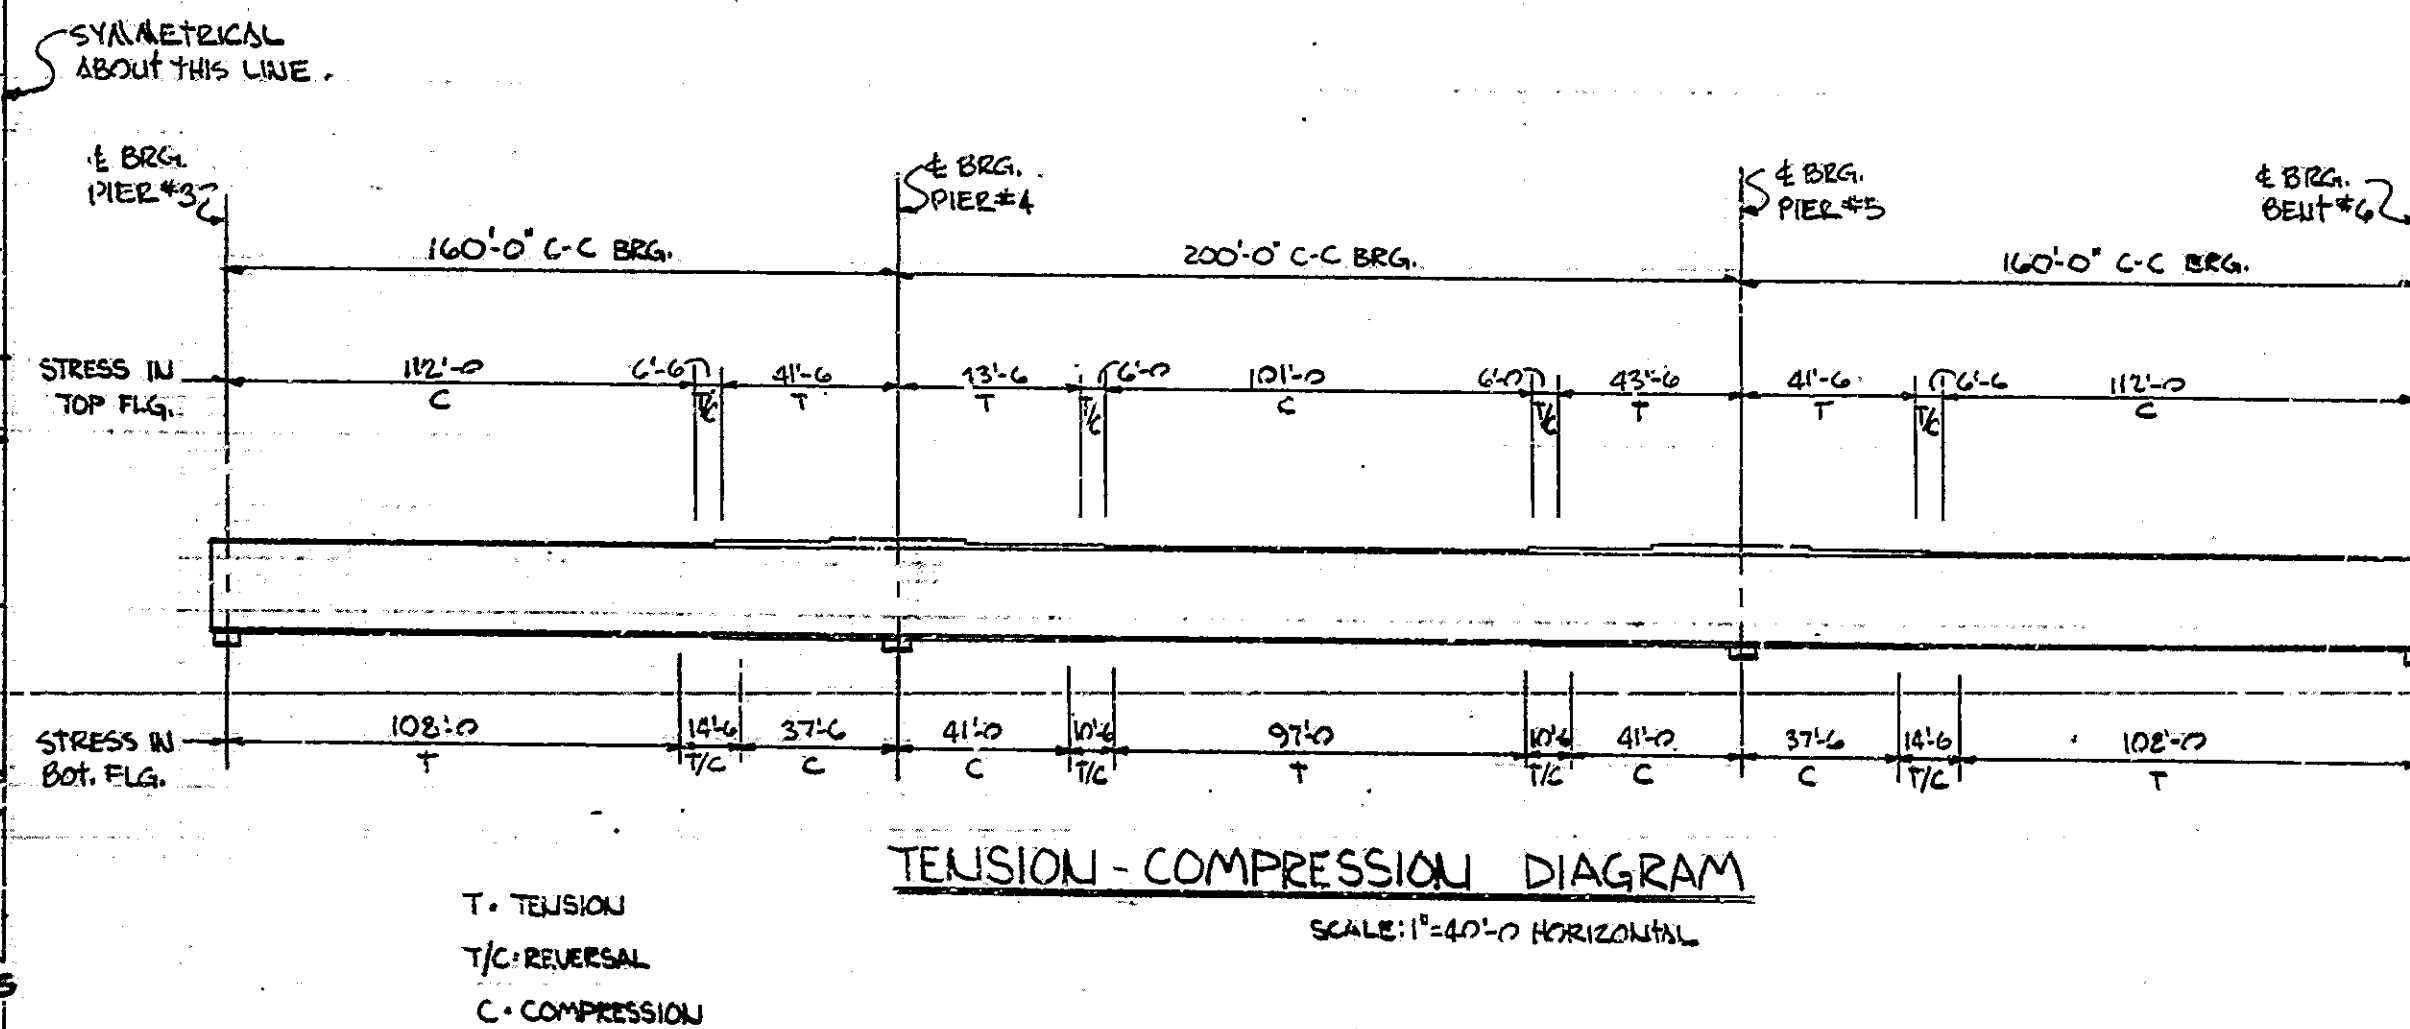 SYMMETRICAL
ABOUT THIS LINE.
℄ BRG.
PIER #3
℄ BRG.
PIER #4
℄ BRG.
PIER #5
℄ BRG.
BENT #6
160'-0" C-C BRG.
200'-0" C-C BRG.
160'-0" C-C BRG.
STRESS IN
TOP FLG.
112'-0 6'-6 41'-6 43'-6 6'-0 101'-0 6'-0 43'-6 41'-6 6'-6 112'-0
C T/C T T T/C C T/C T T T/C C
STRESS IN
BOT. FLG.
108'-0 14'-6 37'-6 41'-0 10'-6 97'-0 10'-6 41'-0 37'-6 14'-6 108'-0
T T/C C C T/C T T/C C C T/C T
TENSION - COMPRESSION DIAGRAM
SCALE: 1"=40'-0 HORIZONTAL
T = TENSION
T/C = REVERSAL
C = COMPRESSION
S